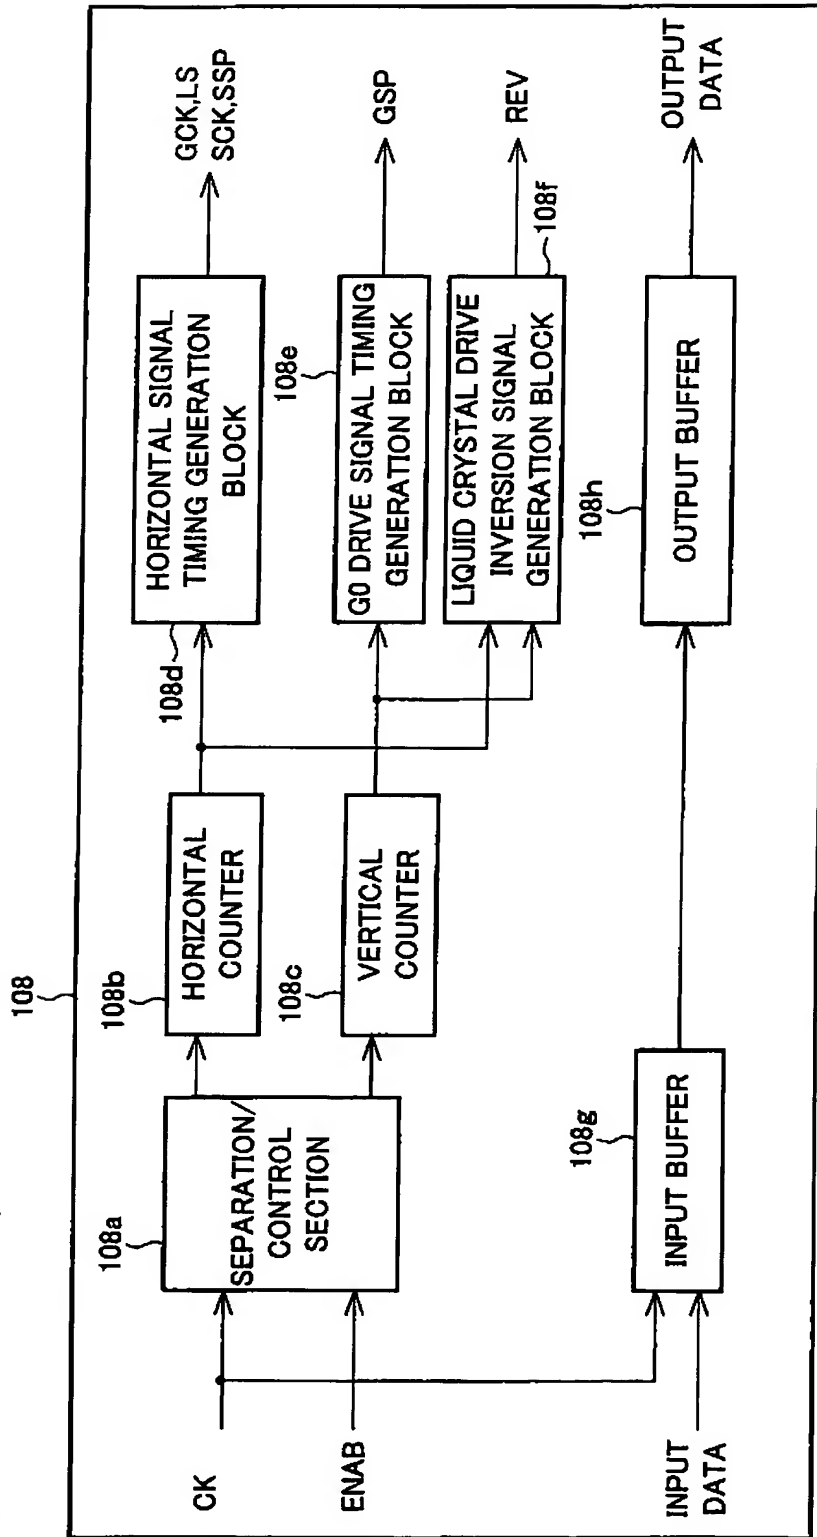 108
CK
ENAB
INPUT
DATA
108a
SEPARATION/
CONTROL
SECTION
108b
HORIZONTAL
COUNTER
108c
VERTICAL
COUNTER
108d
HORIZONTAL SIGNAL
TIMING GENERATION
BLOCK
GCK,LS
SCK,SSP
108e
G0 DRIVE SIGNAL TIMING
GENERATION BLOCK
GSP
LIQUID CRYSTAL DRIVE
INVERSION SIGNAL
GENERATION BLOCK
108f
REV
108g
INPUT BUFFER
108h
OUTPUT BUFFER
OUTPUT
DATA